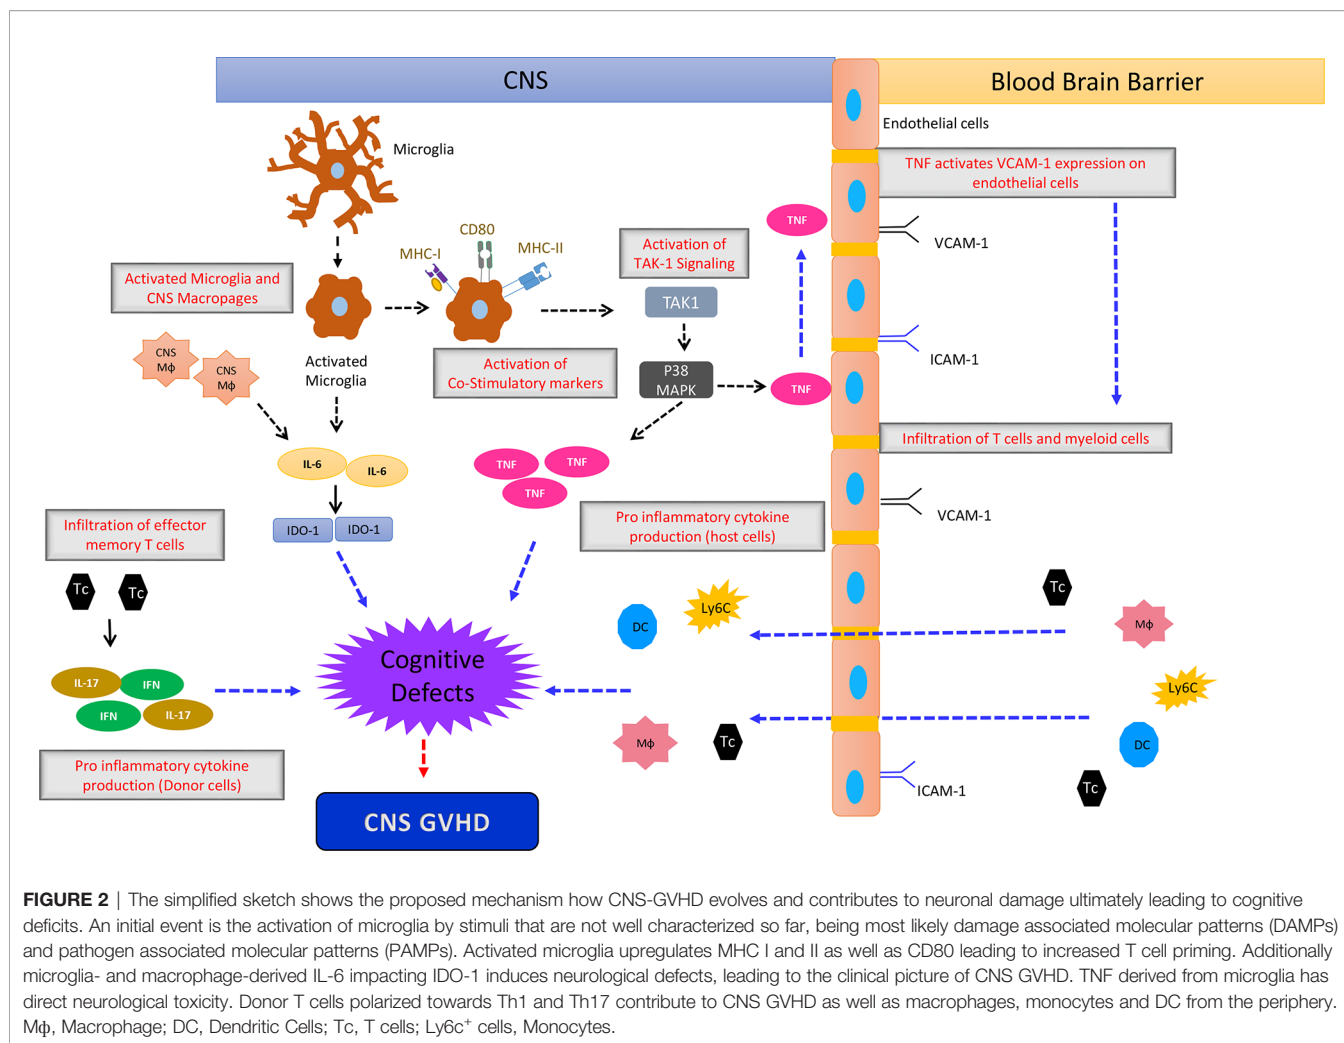 CNS
Blood Brain Barrier
Endothelial cells
Microglia
TNF activates VCAM-1 expression on
endothelial cells
TNF
VCAM-1
CD80
MHC-I
MHC-II
Activation of
TAK-1 Signaling
Activated Microglia and
CNS Macropages
TAK1
ICAM-1
CNS
Mϕ
CNS
Mϕ
Activated
Microglia
Activation of
Co-Stimulatory markers
P38
MAPK
TNF
Infiltration of T cells and myeloid cells
IL-6
IL-6
TNF
TNF
TNF
IDO-1
IDO-1
Pro inflammatory cytokine
production (host cells)
VCAM-1
Infiltration of effector
memory T cells
Tc
Tc
Ly6C
DC
Tc
Mϕ
Cognitive
Defects
IL-17
IFN
IFN
IL-17
Ly6C
Mϕ
Tc
DC
Pro inflammatory cytokine
production (Donor cells)
ICAM-1
Tc
CNS GVHD
FIGURE 2 | The simplified sketch shows the proposed mechanism how CNS-GVHD evolves and contributes to neuronal damage ultimately leading to cognitive
deficits. An initial event is the activation of microglia by stimuli that are not well characterized so far, being most likely damage associated molecular patterns (DAMPs)
and pathogen associated molecular patterns (PAMPs). Activated microglia upregulates MHC I and II as well as CD80 leading to increased T cell priming. Additionally
microglia- and macrophage-derived IL-6 impacting IDO-1 induces neurological defects, leading to the clinical picture of CNS GVHD. TNF derived from microglia has
direct neurological toxicity. Donor T cells polarized towards Th1 and Th17 contribute to CNS GVHD as well as macrophages, monocytes and DC from the periphery.
Mϕ, Macrophage; DC, Dendritic Cells; Tc, T cells; Ly6c⁺ cells, Monocytes.